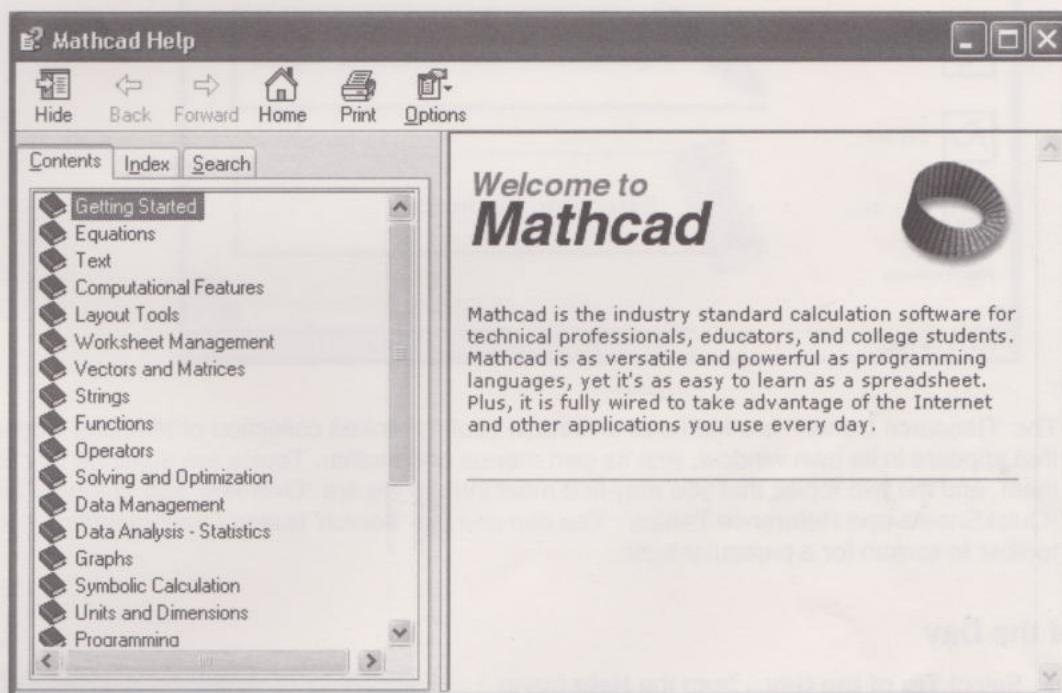 Mathcad Help
Hide Back Forward Home Print Options
Contents Index Search
Getting Started
Equations
Text
Computational Features
Layout Tools
Worksheet Management
Vectors and Matrices
Strings
Functions
Operators
Solving and Optimization
Data Management
Data Analysis - Statistics
Graphs
Symbolic Calculation
Units and Dimensions
Programming
Welcome to
Mathcad
Mathcad is the industry standard calculation software for
technical professionals, educators, and college students.
Mathcad is as versatile and powerful as programming
languages, yet it's as easy to learn as a spreadsheet.
Plus, it is fully wired to take advantage of the Internet
and other applications you use every day.